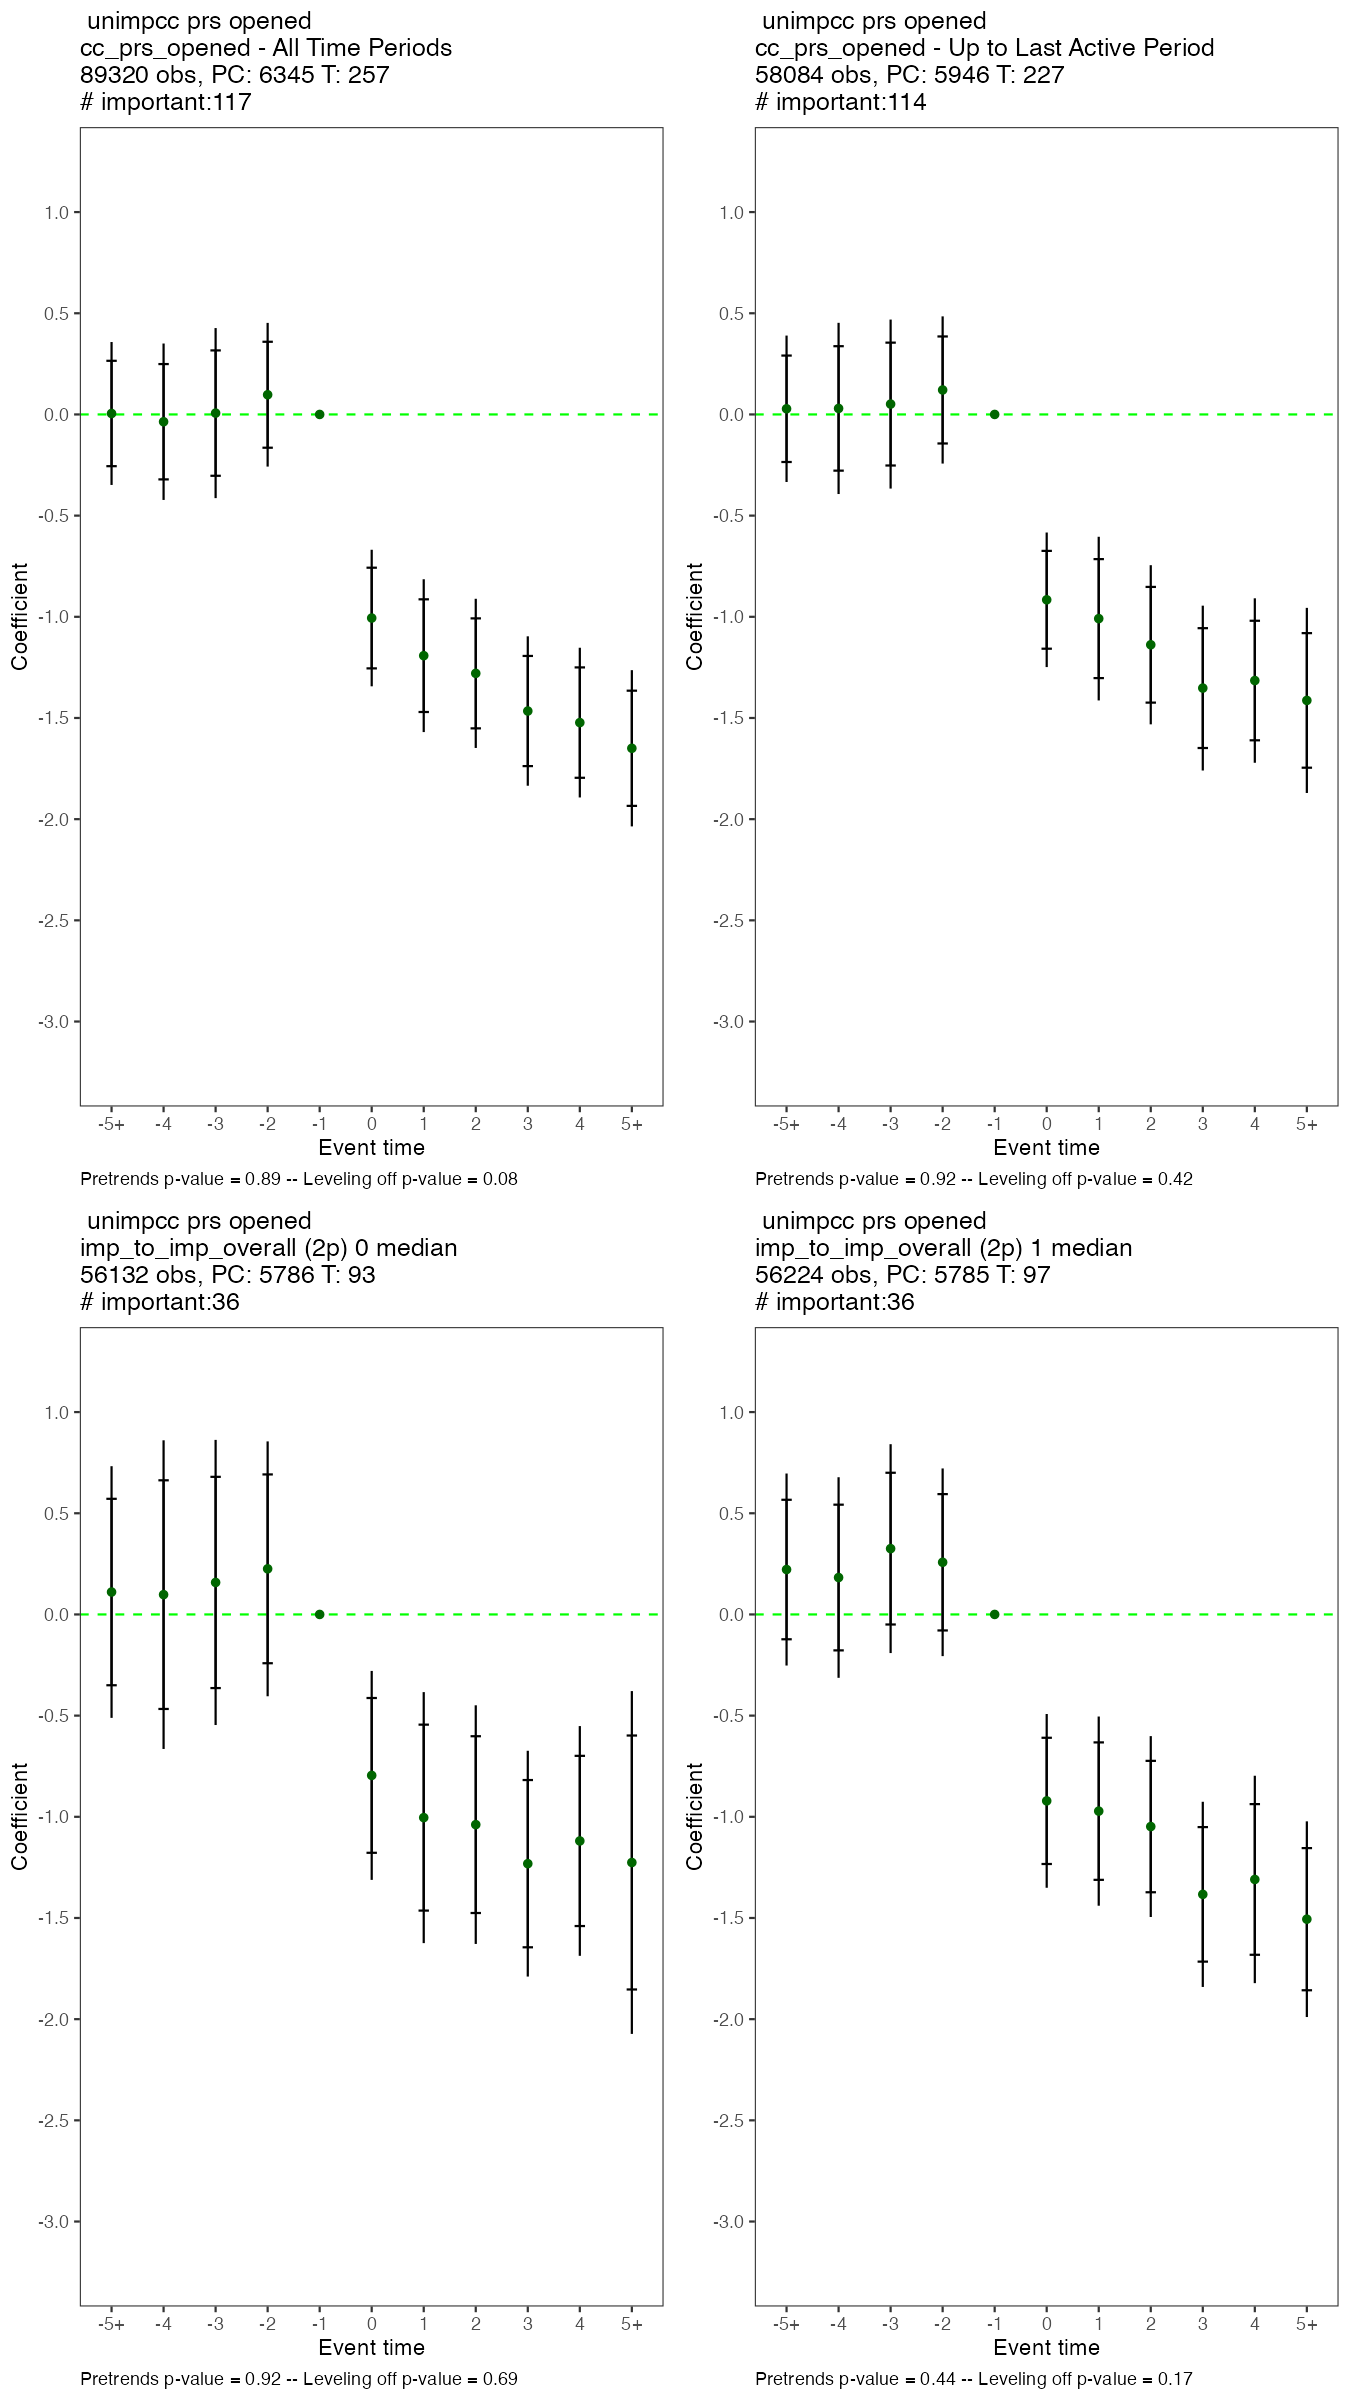 unimpcc prs opened
cc_prs_opened - All Time Periods
89320 obs, PC: 6345 T: 257
# important:117
1.0
0.5
0.0
-0.5
-1.0
-1.5
-2.0
-2.5
-3.0
Coefficient
-5+ -4 -3 -2 -1 0 1 2 3 4 5+
Event time
Pretrends p-value = 0.89 -- Leveling off p-value = 0.08
unimpcc prs opened
cc_prs_opened - Up to Last Active Period
58084 obs, PC: 5946 T: 227
# important:114
1.0
0.5
0.0
-0.5
-1.0
-1.5
-2.0
-2.5
-3.0
Coefficient
-5+ -4 -3 -2 -1 0 1 2 3 4 5+
Event time
Pretrends p-value = 0.92 -- Leveling off p-value = 0.42
unimpcc prs opened
imp_to_imp_overall (2p) 0 median
56132 obs, PC: 5786 T: 93
# important:36
1.0
0.5
0.0
-0.5
-1.0
-1.5
-2.0
-2.5
-3.0
Coefficient
-5+ -4 -3 -2 -1 0 1 2 3 4 5+
Event time
Pretrends p-value = 0.92 -- Leveling off p-value = 0.69
unimpcc prs opened
imp_to_imp_overall (2p) 1 median
56224 obs, PC: 5785 T: 97
# important:36
1.0
0.5
0.0
-0.5
-1.0
-1.5
-2.0
-2.5
-3.0
Coefficient
-5+ -4 -3 -2 -1 0 1 2 3 4 5+
Event time
Pretrends p-value = 0.44 -- Leveling off p-value = 0.17